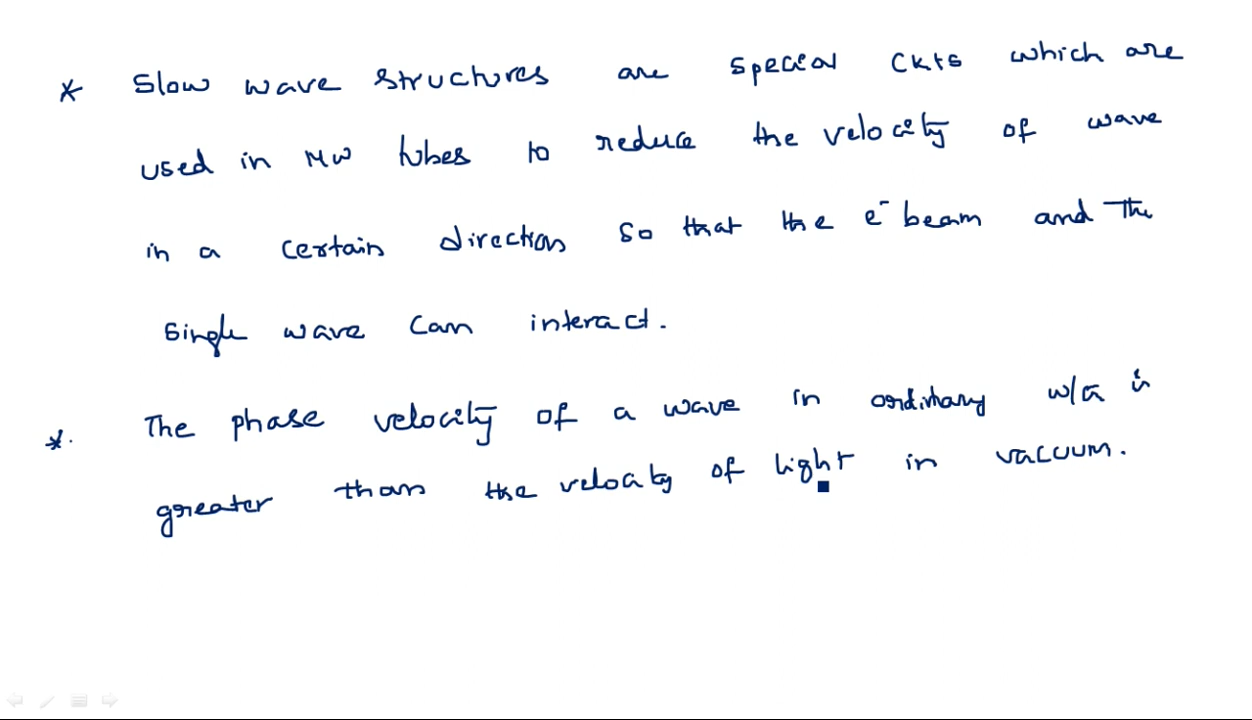 * Slow wave structures are special ckts which are
used in MW tubes to reduce the velocity of wave
in a certain direction so that the e⁻ beam and the
single wave can interact.
*. The phase velocity of a wave in ordinary w/g is
greater than the velocity of light in vacuum.